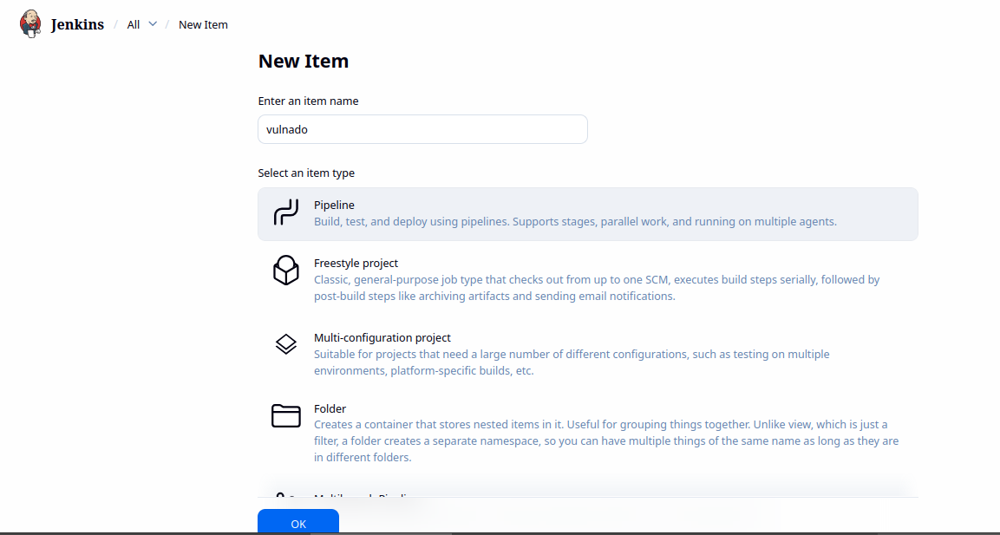 Jenkins / All / New Item
New Item
Enter an item name
vulnado
Select an item type
Pipeline
Build, test, and deploy using pipelines. Supports stages, parallel work, and running on multiple agents.
Freestyle project
Classic, general-purpose job type that checks out from up to one SCM, executes build steps serially, followed by
post-build steps like archiving artifacts and sending email notifications.
Multi-configuration project
Suitable for projects that need a large number of different configurations, such as testing on multiple
environments, platform-specific builds, etc.
Folder
Creates a container that stores nested items in it. Useful for grouping things together. Unlike view, which is just a
filter, a folder creates a separate namespace, so you can have multiple things of the same name as long as they are
in different folders.
OK